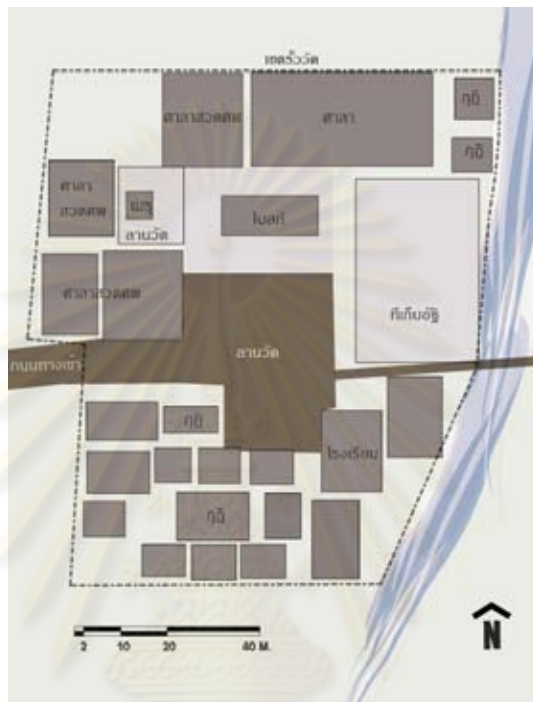 เขตรั้ววัด
ศาลาสวดศพ
ศาลา
กุฏิ
กุฏิ
ศาลา
สวดศพ
เมรุ
ลานวัด
โบสถ์
ศาลาสวดศพ
ที่เก็บอัฐิ
ลานวัด
ถนนทางเข้า
กุฏิ
โรงเรียน
กุฏิ
2 10 20 40 M.
N